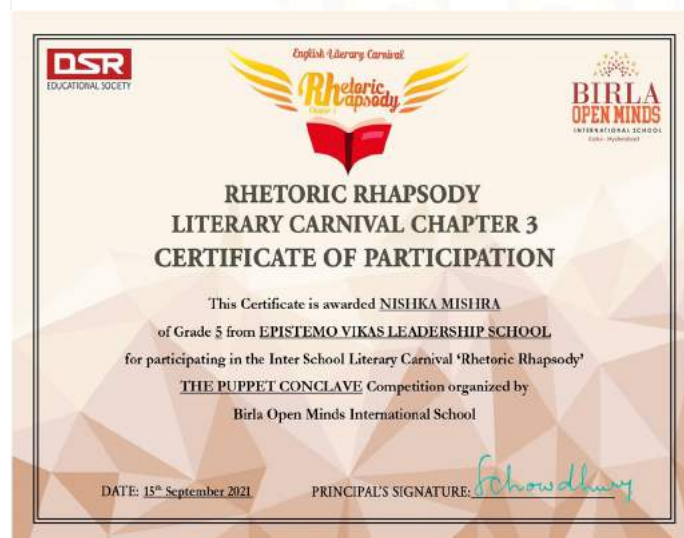 DSR
EDUCATIONAL SOCIETY
English Literary Carnival
Rhetoric
Rhapsody
BIRLA
OPEN MINDS
INTERNATIONAL SCHOOL
RHETORIC RHAPSODY
LITERARY CARNIVAL CHAPTER 3
CERTIFICATE OF PARTICIPATION
This Certificate is awarded NISHKA MISHRA
of Grade 5 from EPISTEMO VIKAS LEADERSHIP SCHOOL
for participating in the Inter School Literary Carnival ‘Rhetoric Rhapsody’
THE PUPPET CONCLAVE Competition organized by
Birla Open Minds International School
DATE: 15th September 2021
PRINCIPAL'S SIGNATURE: Schowdhury